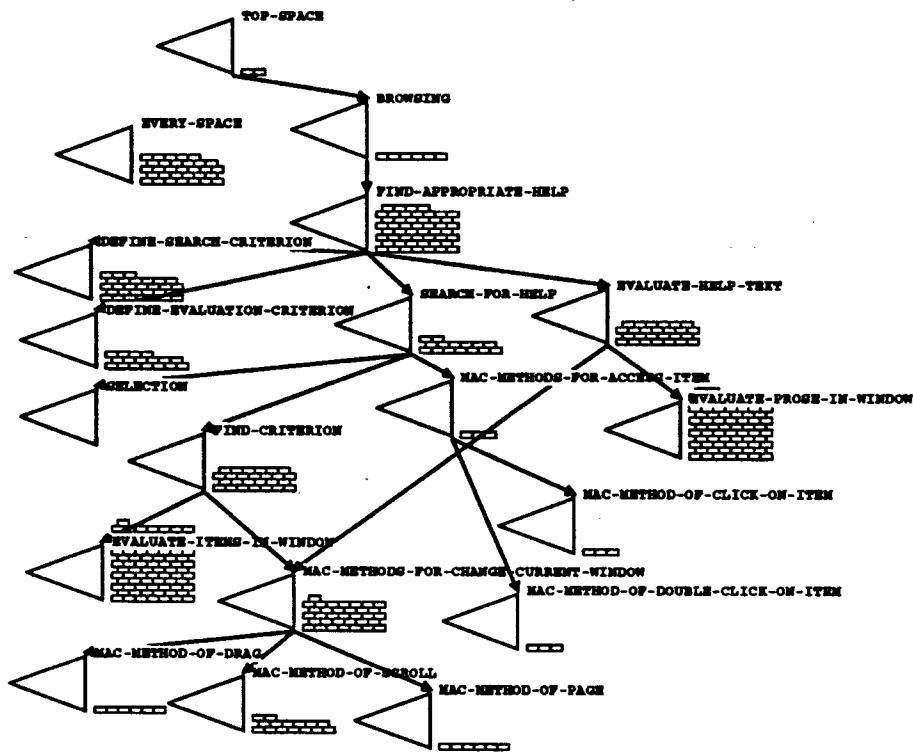 TOP-SPACE
BROWSING
EVERY-SPACE
FIND-APPROPRIATE-HELP
DEFINE-SEARCH-CRITERION
EVALUATE-HELP-TEXT
SEARCH-FOR-HELP
DEFINE-EVALUATION-CRITERION
MAC-METHODS-FOR-ACCESS-ITEM
SELECTION
EVALUATE-PROSE-IN-WINDOW
FIND-CRITERION
MAC-METHOD-OF-CLICK-ON-ITEM
EVALUATE-ITEMS-IN-WINDOW
MAC-METHODS-FOR-CHANGE-CURRENT-WINDOW
MAC-METHOD-OF-DOUBLE-CLICK-ON-ITEM
MAC-METHOD-OF-DRAG
MAC-METHOD-OF-SCROLL
MAC-METHOD-OF-PAGE